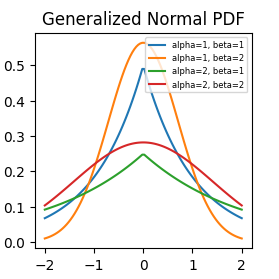 Generalized Normal PDF
alpha=1, beta=1
alpha=1, beta=2
alpha=2, beta=1
alpha=2, beta=2
0.5
0.4
0.3
0.2
0.1
0.0
−2 −1 0 1 2